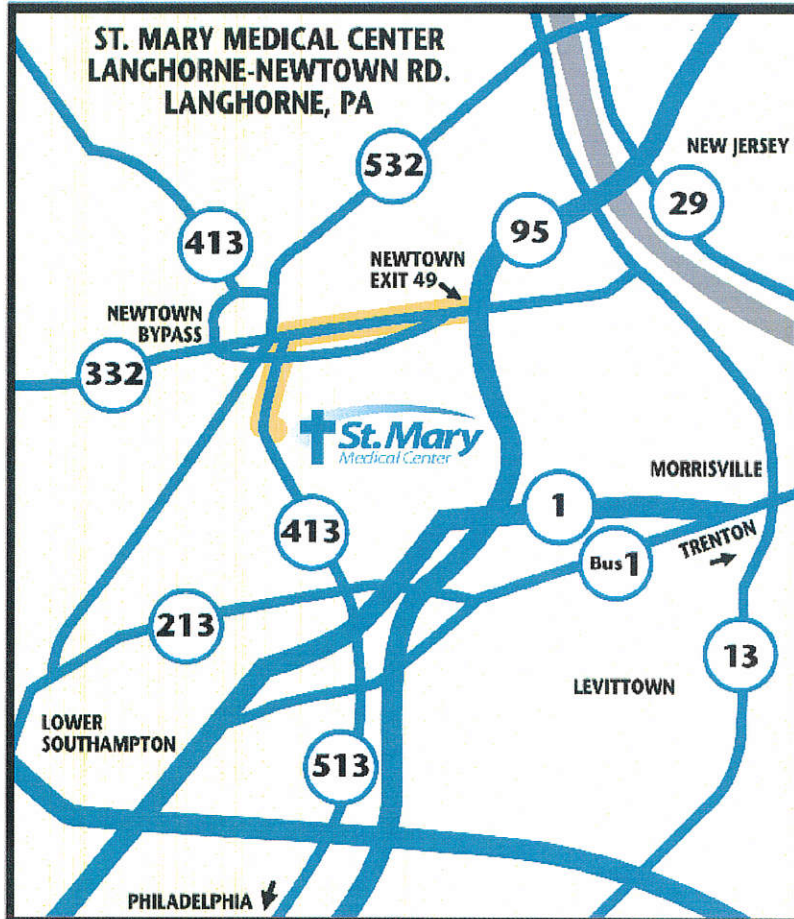 ST. MARY MEDICAL CENTER
LANGHORNE-NEWTOWN RD.
LANGHORNE, PA
532
NEW JERSEY
29
95
413
NEWTOWN
EXIT 49
NEWTOWN
BYPASS
332
St. Mary
Medical Center
MORRISVILLE
1
413
TRENTON
Bus 1
213
13
LEVITTOWN
LOWER
SOUTHAMPTON
513
PHILADELPHIA